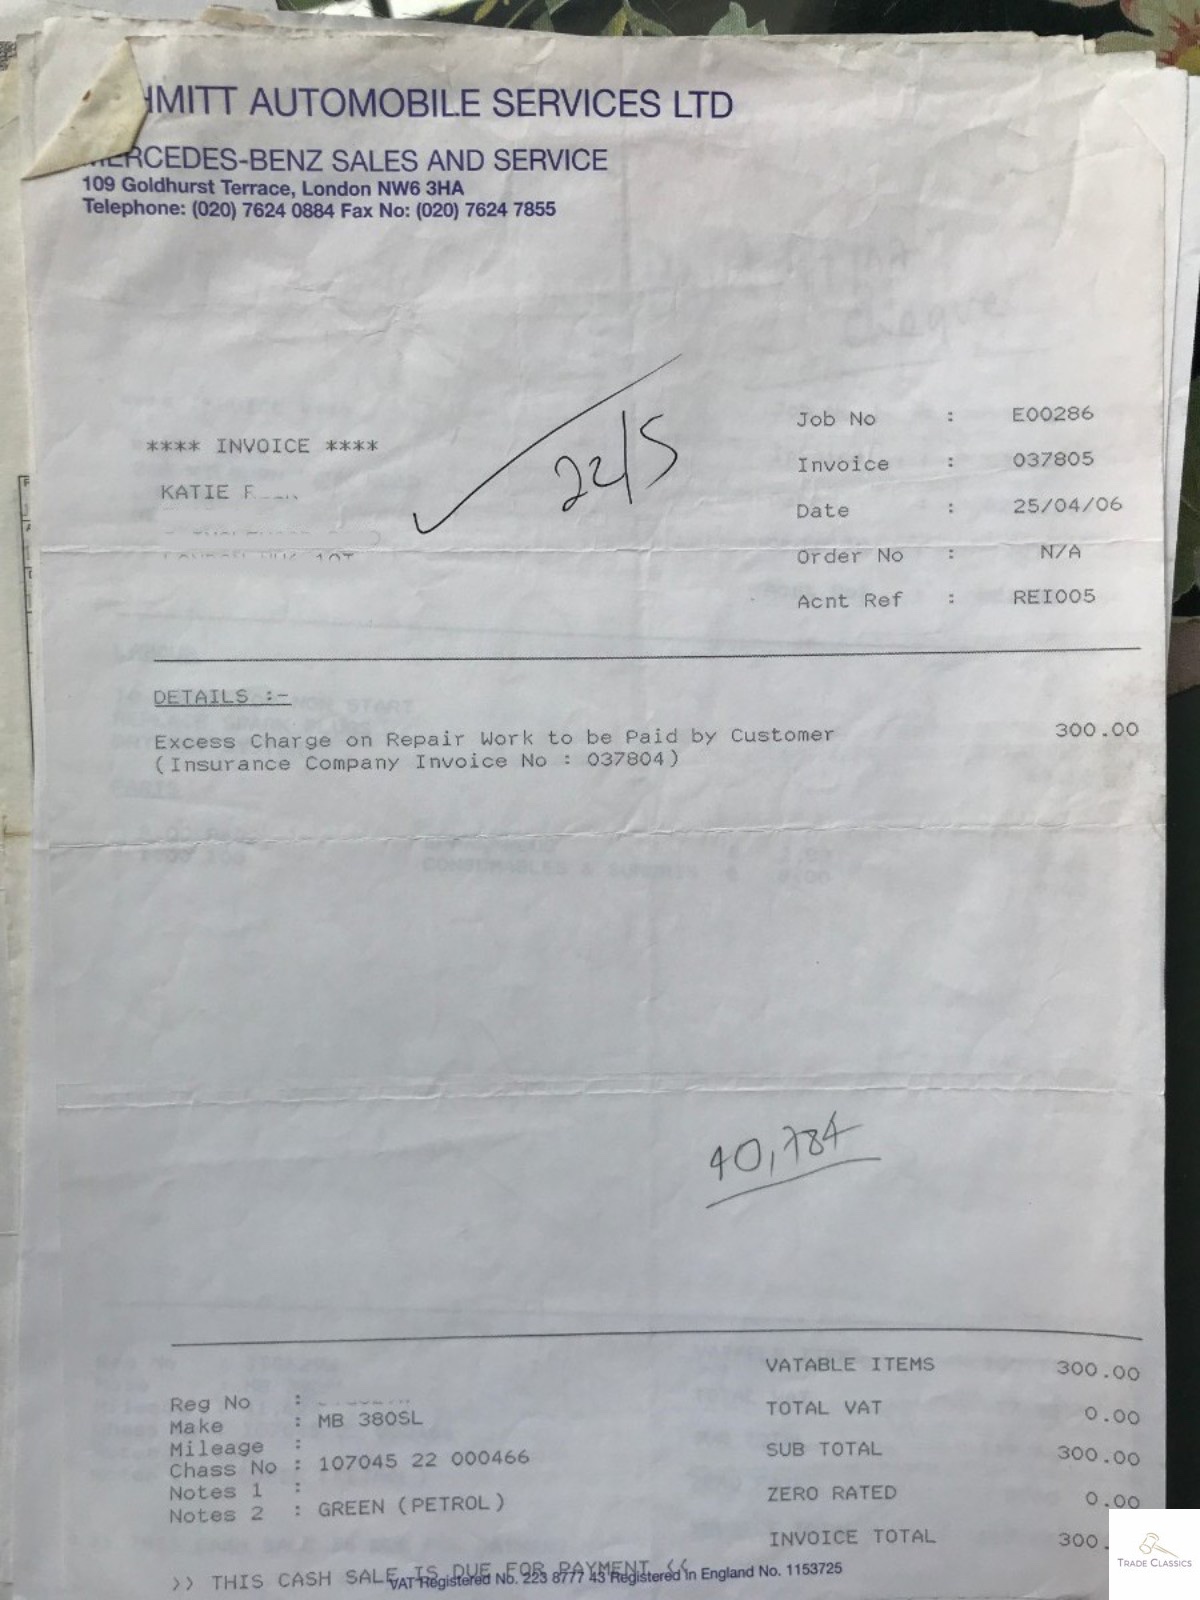 HMITT AUTOMOBILE SERVICES LTD
MERCEDES-BENZ SALES AND SERVICE
109 Goldhurst Terrace, London NW6 3HA
Telephone: (020) 7624 0884 Fax No: (020) 7624 7855
cheque
**** INVOICE ****
KATIE
22/5
Job No : E00286
Invoice : 037805
Date : 25/04/06
Order No : N/A
Acnt Ref : REI005
DETAILS :-
Excess Charge on Repair Work to be Paid by Customer 300.00
(Insurance Company Invoice No : 037804)
40,784
Reg No :
Make : MB 380SL
Mileage :
Chass No : 107045 22 000466
Notes 1 :
Notes 2 : GREEN (PETROL)
VATABLE ITEMS 300.00
TOTAL VAT 0.00
SUB TOTAL 300.00
ZERO RATED 0.00
INVOICE TOTAL 300.
>> THIS CASH SALE IS DUE FOR PAYMENT <<
VAT Registered No. 223 8777 43 Registered in England No. 1153725
TRADE CLASSICS